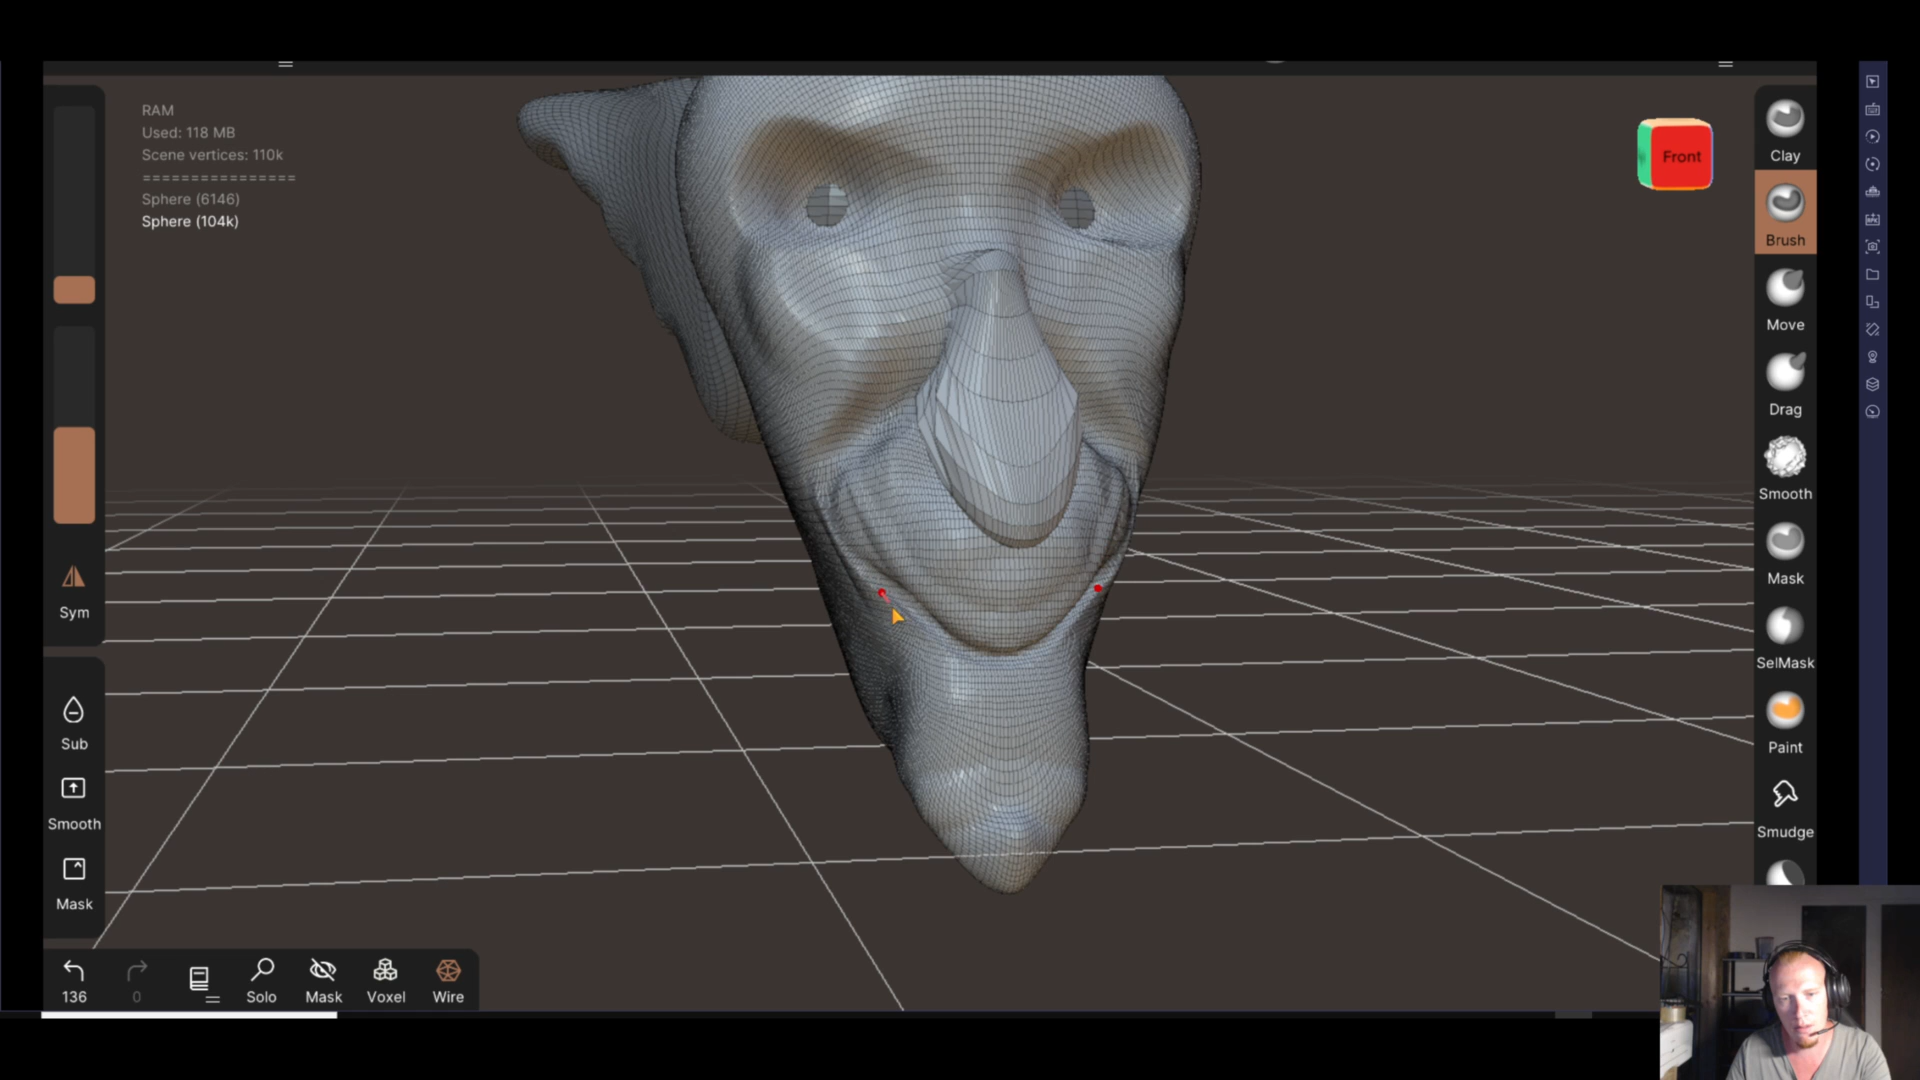 RAM
Used: 118 MB
Scene vertices: 110k
================
Sphere (6146)
Sphere (104k)
Front
Sym
Sub
Smooth
Mask
136
0
Solo
Mask
Voxel
Wire
Clay
Brush
Move
Drag
Smooth
Mask
SelMask
Paint
Smudge